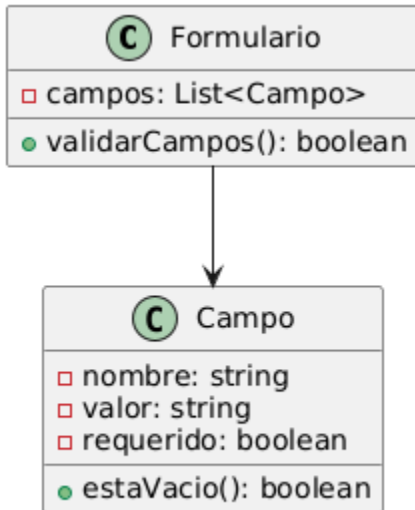 C Formulario
campos: List<Campo>
validarCampos(): boolean
C Campo
nombre: string
valor: string
requerido: boolean
estaVacio(): boolean